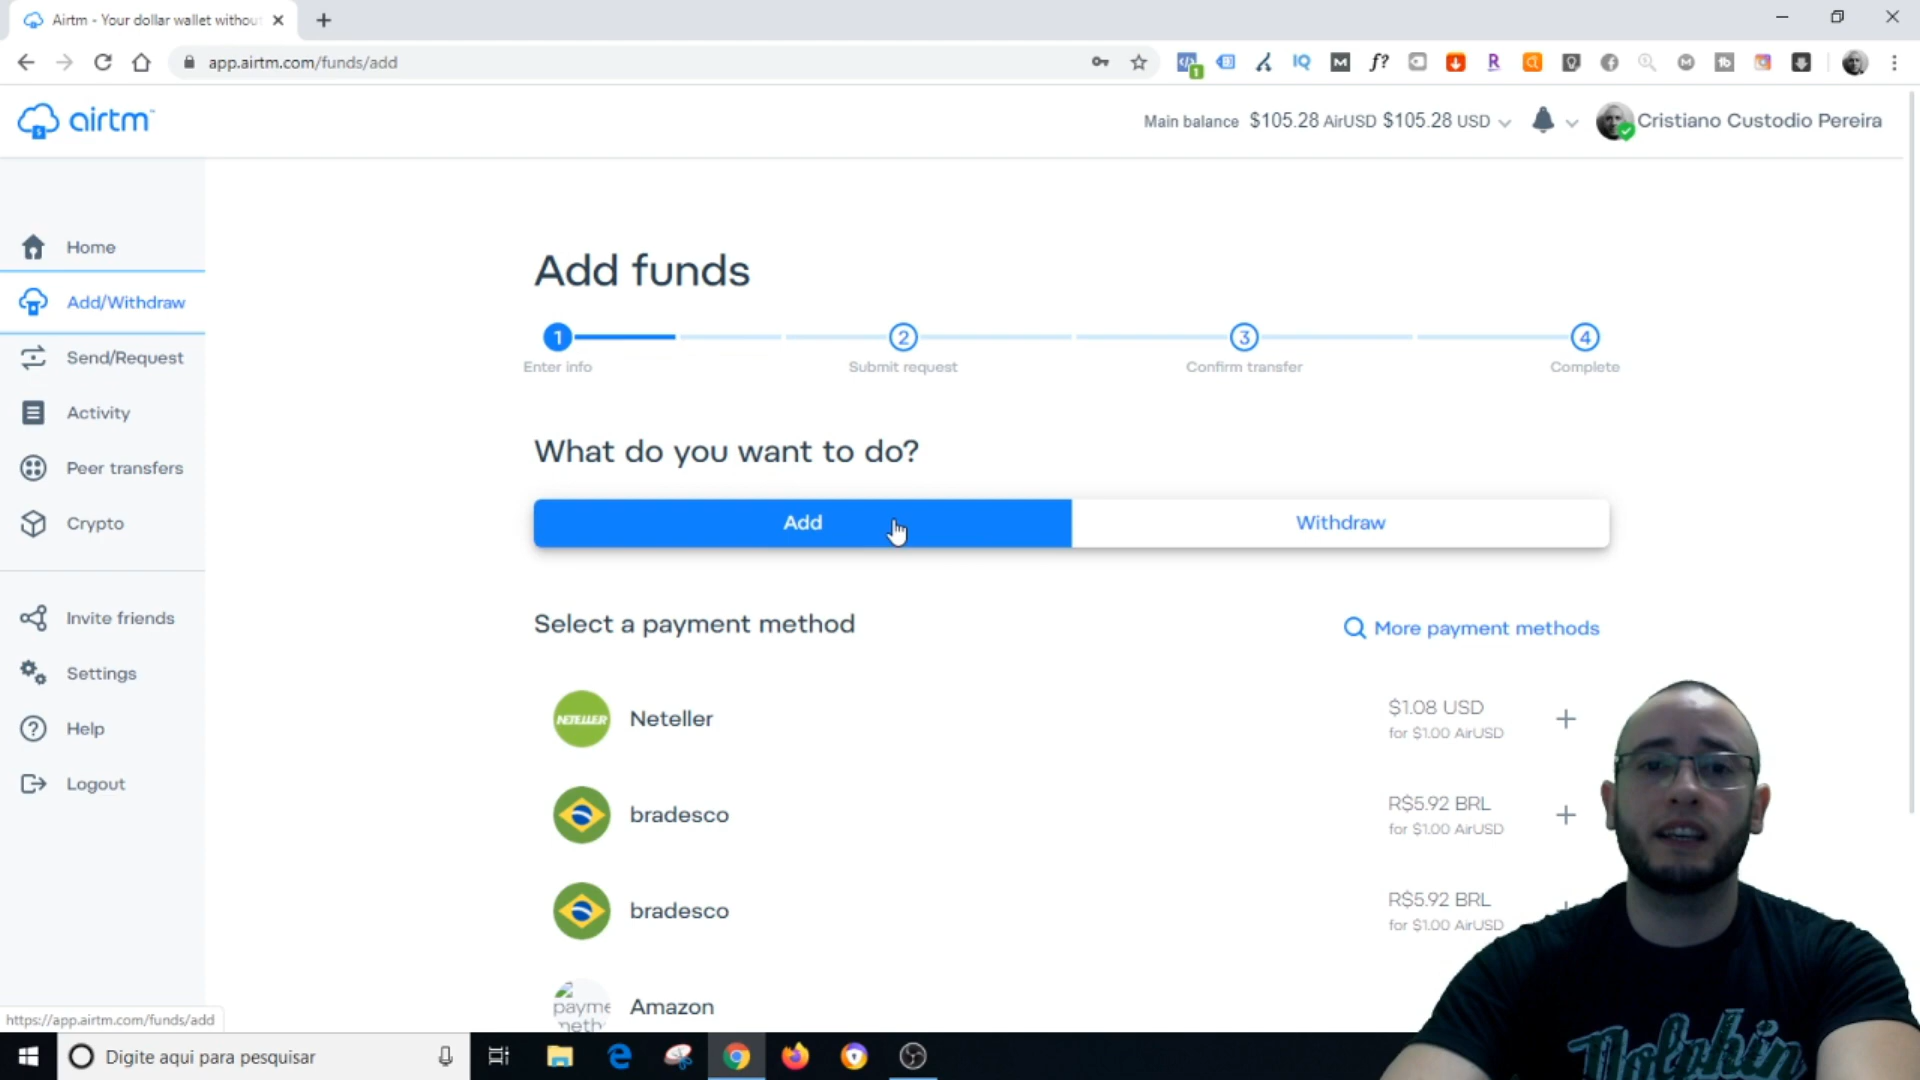 Airtm - Your dollar wallet withou
app.airtm.com/funds/add
airtm™
Main balance $105.28 AirUSD $105.28 USD
Cristiano Custodio Pereira
Home
Add/Withdraw
Send/Request
Activity
Peer transfers
Crypto
Invite friends
Settings
Help
Logout
Add funds
1 2 3 4
Enter info Submit request Confirm transfer Complete
What do you want to do?
Add Withdraw
Select a payment method
More payment methods
NETELLER Neteller
$1.08 USD
for $1.00 AirUSD
bradesco
R$5.92 BRL
for $1.00 AirUSD
bradesco
R$5.92 BRL
for $1.00 AirUSD
payme
meth
Amazon
https://app.airtm.com/funds/add
Digite aqui para pesquisar
Dolphin